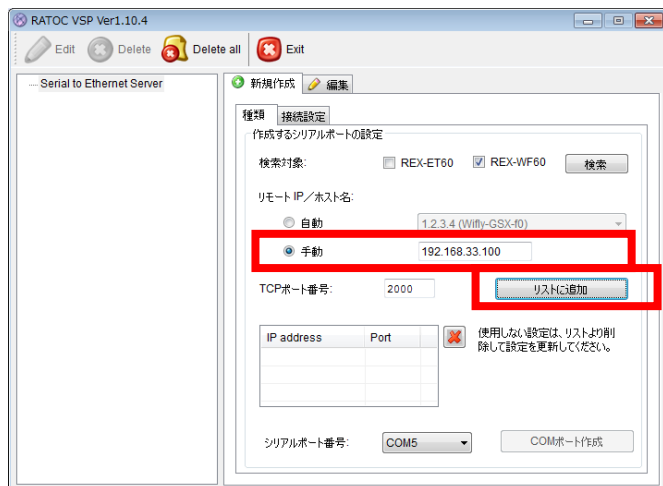 RATOC VSP Ver1.10.4
Edit Delete Delete all Exit
Serial to Ethernet Server
新規作成 編集
種類 接続設定
作成するシリアルポートの設定
検索対象: REX-ET60 REX-WF60 検索
リモート IP/ホスト名:
自動 1.2.3.4 (Wifly-GSX-f0)
手動 192.168.33.100
TCPポート番号: 2000 リストに追加
IP address Port
使用しない設定は、リストより削
除して設定を更新してください。
シリアルポート番号: COM5 COMポート作成